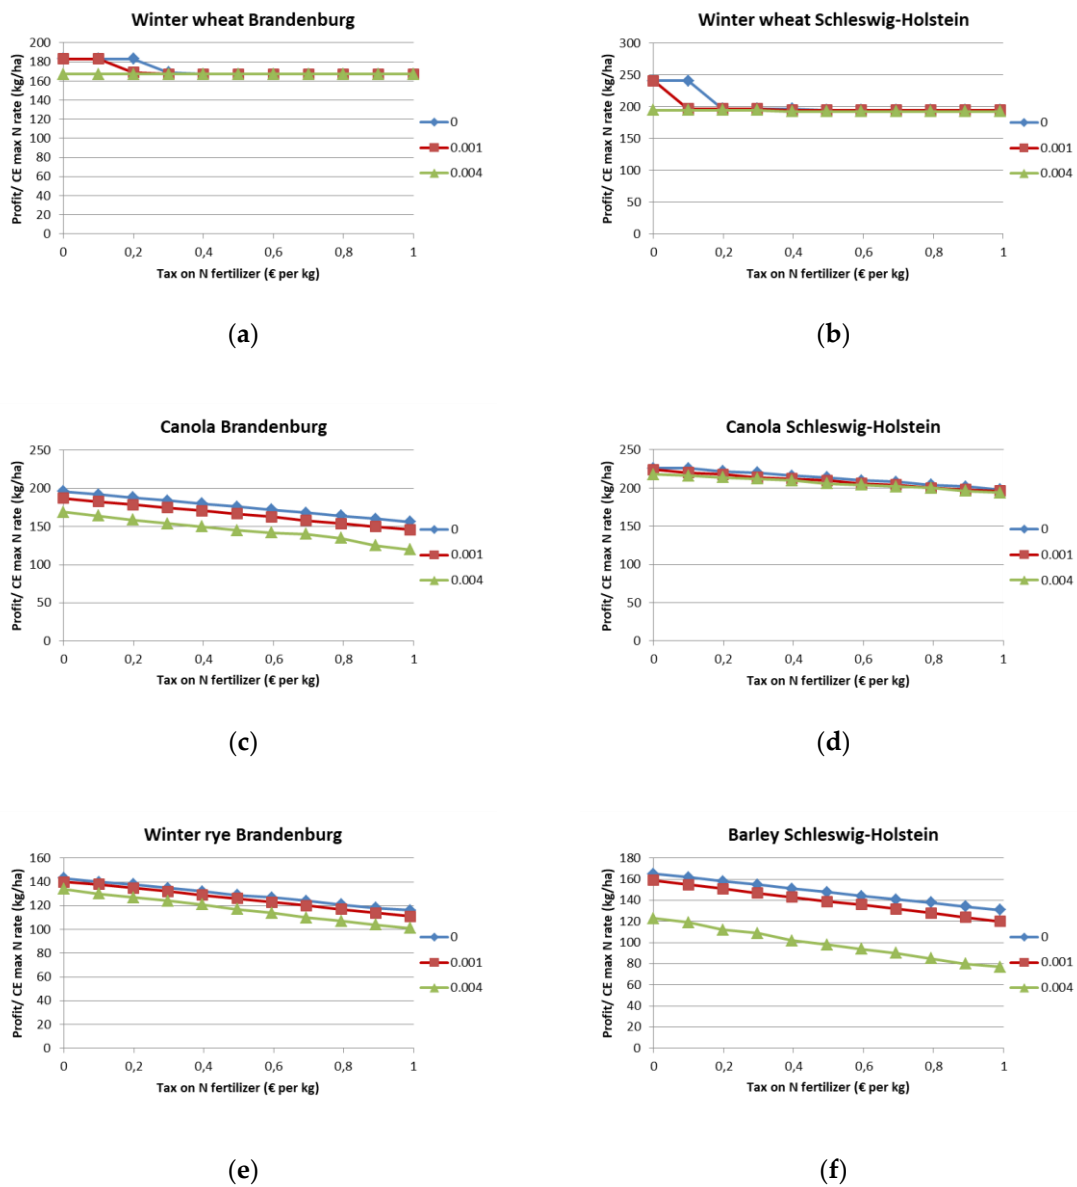 Winter wheat Brandenburg
Profit/ CE max N rate (kg/ha)
200
180
160
140
120
100
80
60
40
20
0
0 0,2 0,4 0,6 0,8 1
Tax on N fertilizer (€ per kg)
0
0.001
0.004
(a)
Winter wheat Schleswig-Holstein
Profit/ CE max N rate (kg/ha)
300
250
200
150
100
50
0
0 0,2 0,4 0,6 0,8 1
Tax on N fertilizer (€ per kg)
0
0.001
0.004
(b)
Canola Brandenburg
Profit/ CE max N rate (kg/ha)
250
200
150
100
50
0
0 0,2 0,4 0,6 0,8 1
Tax on N fertilizer (€ per kg)
0
0.001
0.004
(c)
Canola Schleswig-Holstein
Profit/ CE max N rate (kg/ha)
250
200
150
100
50
0
0 0,2 0,4 0,6 0,8 1
Tax on N fertilizer (€ per kg)
0
0.001
0.004
(d)
Winter rye Brandenburg
Profit/ CE max N rate (kg/ha)
160
140
120
100
80
60
40
20
0
0 0,2 0,4 0,6 0,8 1
Tax on N fertilizer (€ per kg)
0
0.001
0.004
(e)
Barley Schleswig-Holstein
Profit/ CE max N rate (kg/ha)
180
160
140
120
100
80
60
40
20
0
0 0,2 0,4 0,6 0,8 1
Tax on N fertilizer (€ per kg)
0
0.001
0.004
(f)